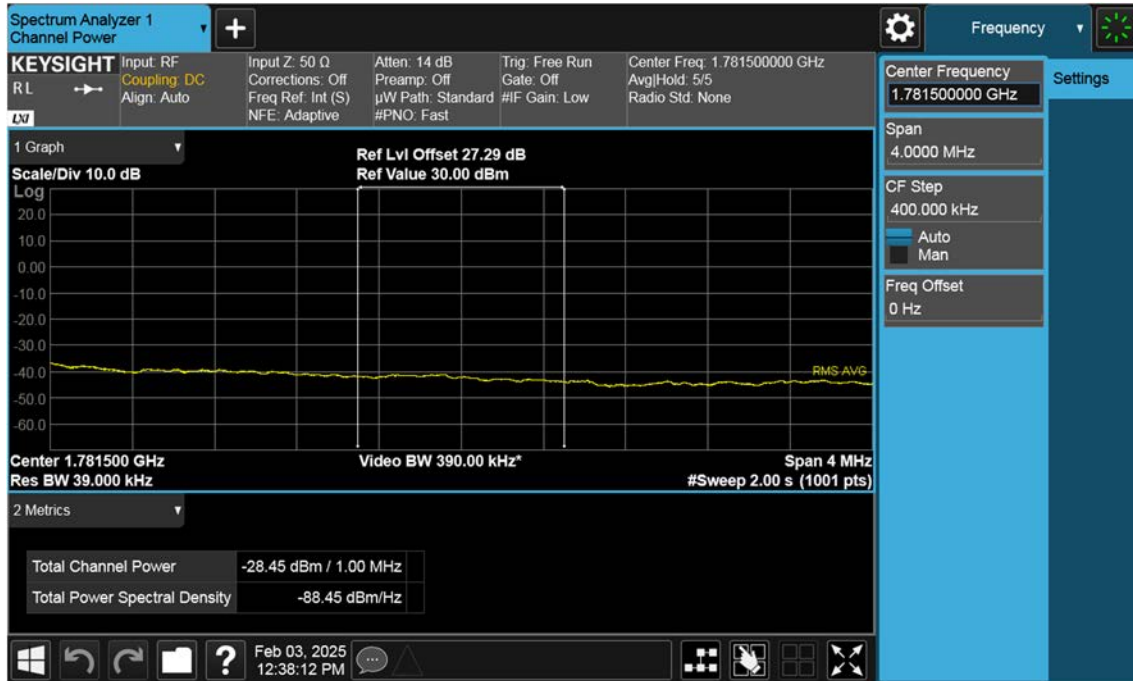 Spectrum Analyzer 1
Channel Power
Frequency
KEYSIGHT
RL
LXI
Input: RF
Coupling: DC
Align: Auto
Input Z: 50 Ω
Corrections: Off
Freq Ref: Int (S)
NFE: Adaptive
Atten: 14 dB
Preamp: Off
µW Path: Standard
#PNO: Fast
Trig: Free Run
Gate: Off
#IF Gain: Low
Center Freq: 1.781500000 GHz
Avg|Hold: 5/5
Radio Std: None
Center Frequency
1.781500000 GHz
Settings
Span
4.0000 MHz
CF Step
400.000 kHz
Auto
Man
Freq Offset
0 Hz
1 Graph
Scale/Div 10.0 dB
Ref Lvl Offset 27.29 dB
Ref Value 30.00 dBm
Log
20.0
10.0
0.00
-10.0
-20.0
-30.0
-40.0
-50.0
-60.0
RMS AVG
Center 1.781500 GHz
Video BW 390.00 kHz*
Span 4 MHz
Res BW 39.000 kHz
#Sweep 2.00 s (1001 pts)
2 Metrics
Total Channel Power -28.45 dBm / 1.00 MHz
Total Power Spectral Density -88.45 dBm/Hz
?
Feb 03, 2025
12:38:12 PM